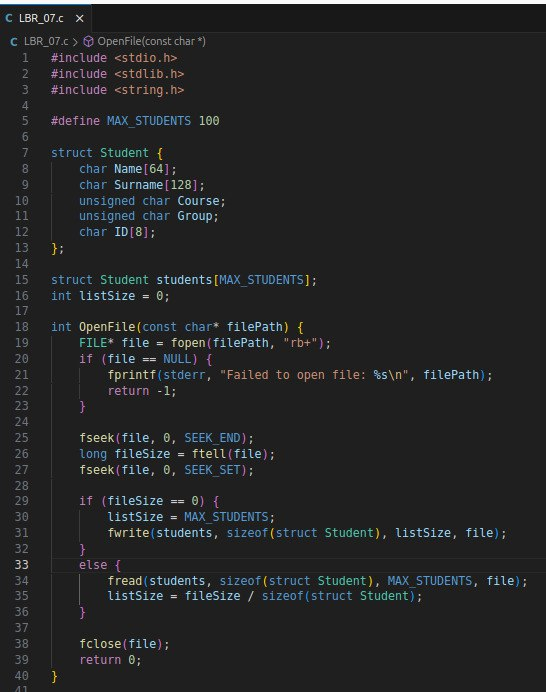 C LBR_07.c ×
C LBR_07.c > OpenFile(const char *)
1 #include <stdio.h>
2 #include <stdlib.h>
3 #include <string.h>
4
5 #define MAX_STUDENTS 100
6
7 struct Student {
8     char Name[64];
9     char Surname[128];
10     unsigned char Course;
11     unsigned char Group;
12     char ID[8];
13 };
14
15 struct Student students[MAX_STUDENTS];
16 int listSize = 0;
17
18 int OpenFile(const char* filePath) {
19     FILE* file = fopen(filePath, "rb+");
20     if (file == NULL) {
21         fprintf(stderr, "Failed to open file: %s\n", filePath);
22         return -1;
23     }
24
25     fseek(file, 0, SEEK_END);
26     long fileSize = ftell(file);
27     fseek(file, 0, SEEK_SET);
28
29     if (fileSize == 0) {
30         listSize = MAX_STUDENTS;
31         fwrite(students, sizeof(struct Student), listSize, file);
32     }
33     else {
34         fread(students, sizeof(struct Student), MAX_STUDENTS, file);
35         listSize = fileSize / sizeof(struct Student);
36     }
37
38     fclose(file);
39     return 0;
40 }
41